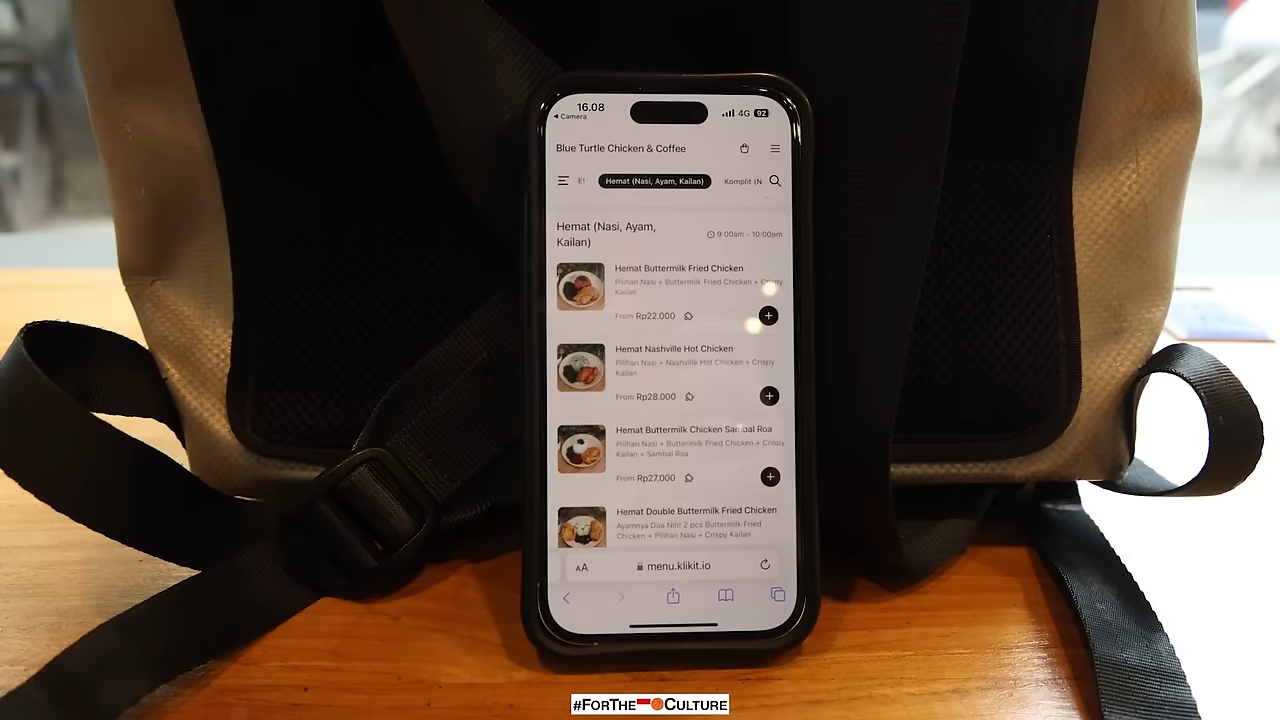 16.08
4G 92
◄ Camera
Blue Turtle Chicken & Coffee
E!
Hemat (Nasi, Ayam, Kailan)
Komplit (N
Hemat (Nasi, Ayam,
Kailan)
9:00am - 10:00pm
Hemat Buttermilk Fried Chicken
Pilihan Nasi + Buttermilk Fried Chicken + Crispy
Kailan
From Rp22.000
Hemat Nashville Hot Chicken
Pilihan Nasi + Nashville Hot Chicken + Crispy
Kailan
From Rp28.000
Hemat Buttermilk Chicken Sambal Roa
Pilihan Nasi + Buttermilk Fried Chicken + Crispy
Kailan + Sambal Roa
From Rp27.000
Hemat Double Buttermilk Fried Chicken
Ayamnya Dua Nih! 2 pcs Buttermilk Fried
Chicken + Pilihan Nasi + Crispy Kailan
AA
menu.klikit.io
#FORTHE CULTURE